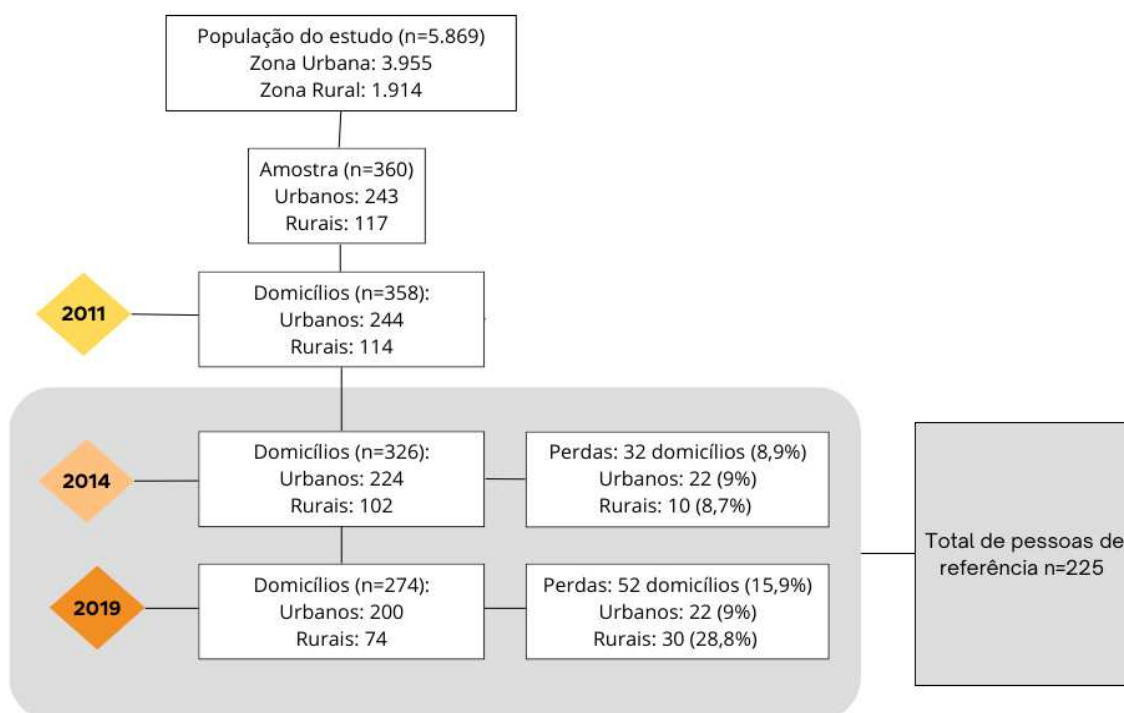 População do estudo (n=5.869)
Zona Urbana: 3.955
Zona Rural: 1.914
Amostra (n=360)
Urbanos: 243
Rurais: 117
2011
Domicílios (n=358):
Urbanos: 244
Rurais: 114
2014
Domicílios (n=326):
Urbanos: 224
Rurais: 102
Perdas: 32 domicílios (8,9%)
Urbanos: 22 (9%)
Rurais: 10 (8,7%)
2019
Domicílios (n=274):
Urbanos: 200
Rurais: 74
Perdas: 52 domicílios (15,9%)
Urbanos: 22 (9%)
Rurais: 30 (28,8%)
Total de pessoas de
referência n=225